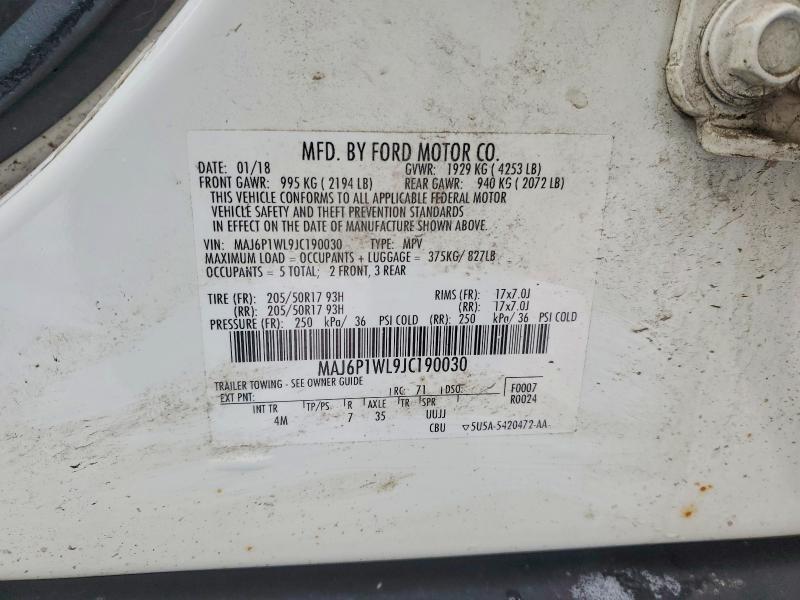 MFD. BY FORD MOTOR CO.
DATE: 01/18 GVWR: 1929 KG ( 4253 LB)
FRONT GAWR: 995 KG ( 2194 LB) REAR GAWR: 940 KG ( 2072 LB)
THIS VEHICLE CONFORMS TO ALL APPLICABLE FEDERAL MOTOR
VEHICLE SAFETY AND THEFT PREVENTION STANDARDS
IN EFFECT ON THE DATE OF MANUFACTURE SHOWN ABOVE.
VIN: MAJ6P1WL9JC190030 TYPE: MPV
MAXIMUM LOAD = OCCUPANTS + LUGGAGE = 375KG/ 827LB
OCCUPANTS = 5 TOTAL; 2 FRONT, 3 REAR
TIRE (FR): 205/50R17 93H RIMS (FR): 17x7.0J
(RR): 205/50R17 93H (RR): 17x7.0J
PRESSURE (FR): 250 kPa/ 36 PSI COLD (RR): 250 kPa/ 36 PSI COLD
MAJ6P1WL9JC190030
TRAILER TOWING - SEE OWNER GUIDE
EXT PNT: RC: 71 DSO: F0007
R0024
INT TR TP/PS R AXLE TR SPR
4M 7 35 UUJJ
CBU ▽5U5A-5420472-AA